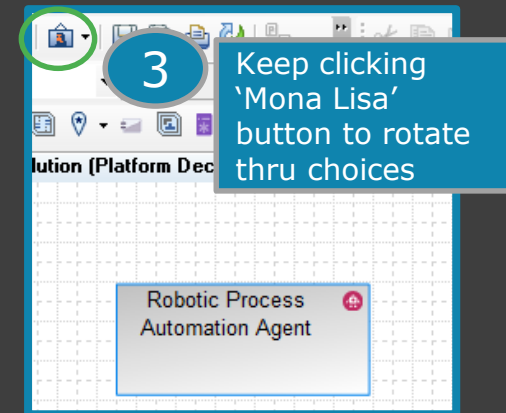 3
Keep clicking
‘Mona Lisa’
button to rotate
thru choices
lution (Platform Dec
Robotic Process
Automation Agent